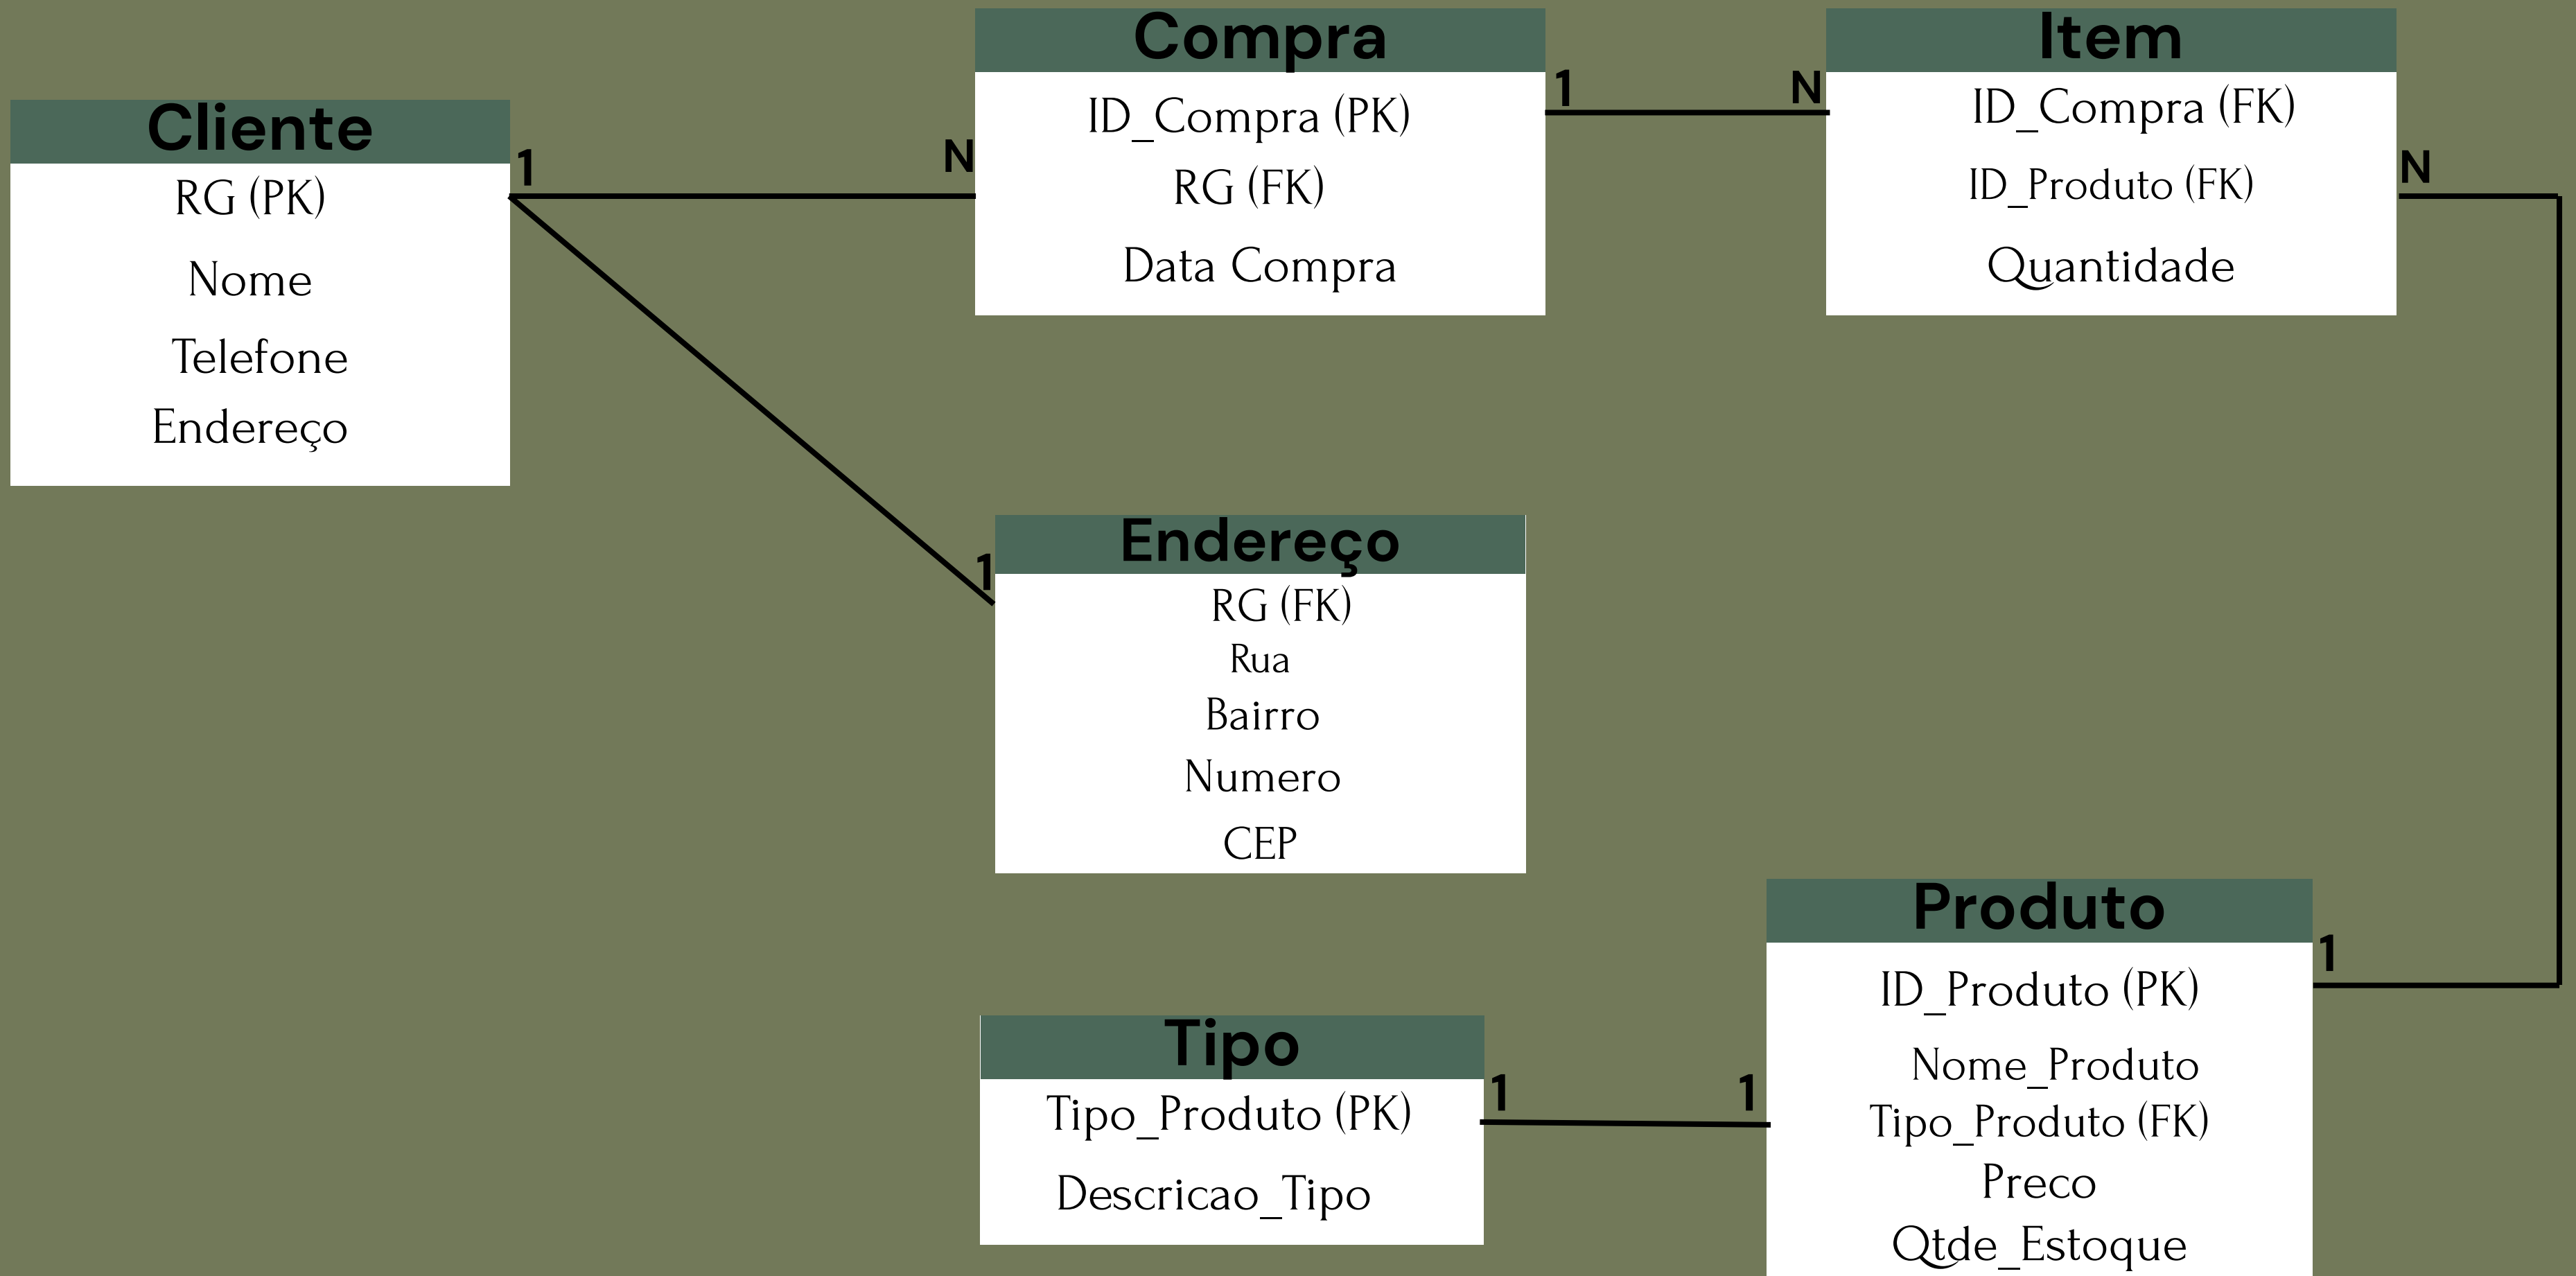 Cliente
RG (PK)
Nome
Telefone
Endereço
1
N
Compra
ID_Compra (PK)
RG (FK)
Data Compra
1
N
Item
ID_Compra (FK)
ID_Produto (FK)
Quantidade
N
1
Endereço
RG (FK)
Rua
Bairro
Numero
CEP
Tipo
Tipo_Produto (PK)
Descricao_Tipo
1
1
Produto
ID_Produto (PK)
Nome_Produto
Tipo_Produto (FK)
Preco
Qtde_Estoque
1